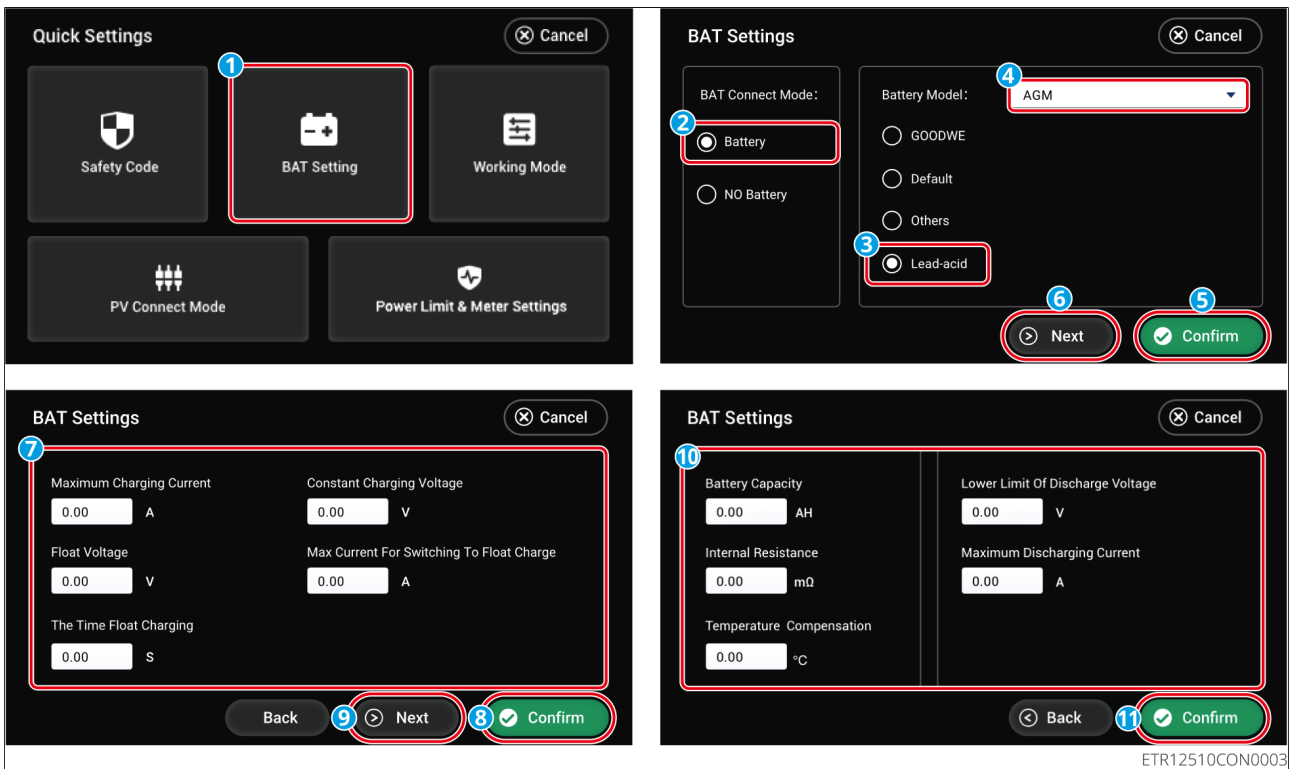 Quick Settings
Cancel
1
Safety Code
BAT Setting
Working Mode
PV Connect Mode
Power Limit & Meter Settings
BAT Settings
Cancel
BAT Connect Mode:
2
Battery
NO Battery
Battery Model:
4
AGM
GOODWE
Default
Others
3
Lead-acid
6
Next
5
Confirm
BAT Settings
Cancel
7
Maximum Charging Current
0.00 A
Constant Charging Voltage
0.00 V
Float Voltage
0.00 V
Max Current For Switching To Float Charge
0.00 A
The Time Float Charging
0.00 S
Back
9
Next
8
Confirm
BAT Settings
Cancel
10
Battery Capacity
0.00 AH
Internal Resistance
0.00 mΩ
Temperature Compensation
0.00 °C
Lower Limit Of Discharge Voltage
0.00 V
Maximum Discharging Current
0.00 A
Back
11
Confirm
ETR12510CON0003